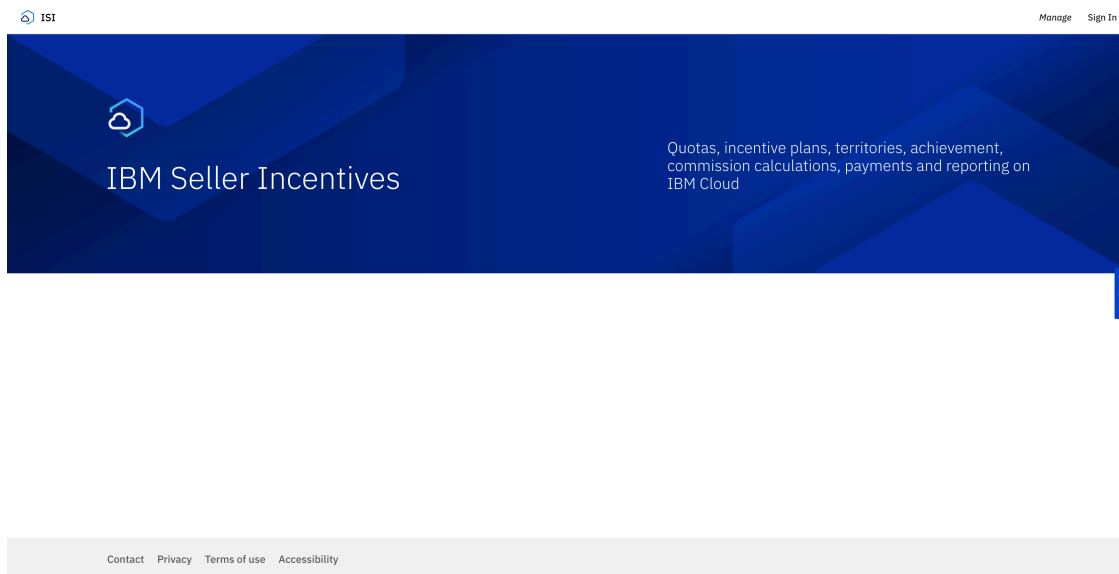 ISI
Manage Sign In
IBM Seller Incentives
Quotas, incentive plans, territories, achievement,
commission calculations, payments and reporting on
IBM Cloud
Contact Privacy Terms of use Accessibility